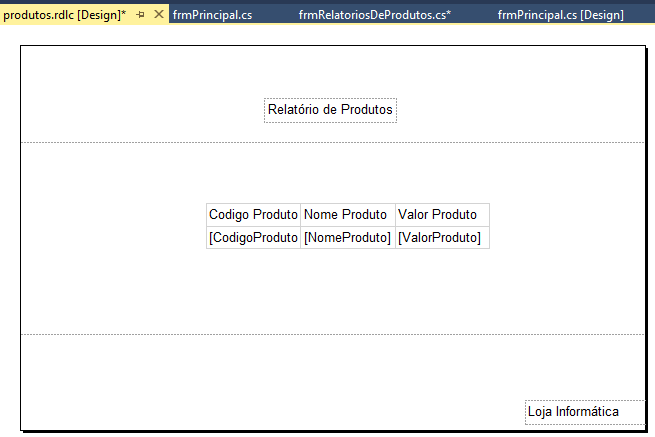 produtos.rdlc [Design]* frmPrincipal.cs frmRelatoriosDeProdutos.cs* frmPrincipal.cs [Design]
Relatório de Produtos
Codigo Produto Nome Produto Valor Produto
[CodigoProduto [NomeProduto] [ValorProduto]
Loja Informática